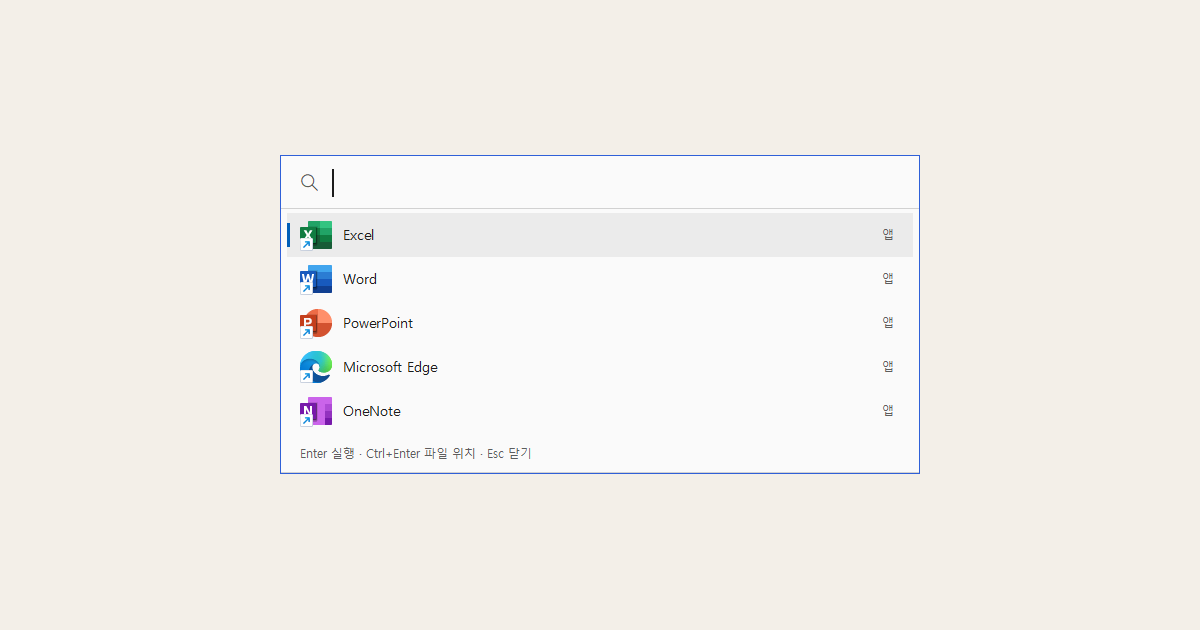 Excel 앱
Word 앱
PowerPoint 앱
Microsoft Edge 앱
OneNote 앱
Enter 실행 · Ctrl+Enter 파일 위치 · Esc 닫기